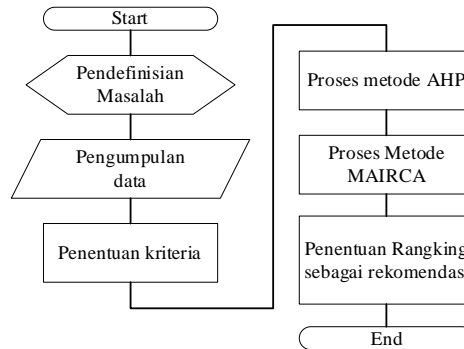 Start
Pendefinisian
Masalah
Pengumpulan
data
Penentuan kriteria
Proses metode AHP
Proses Metode
MAIRCA
Penentuan Rangking
sebagai rekomendas
End